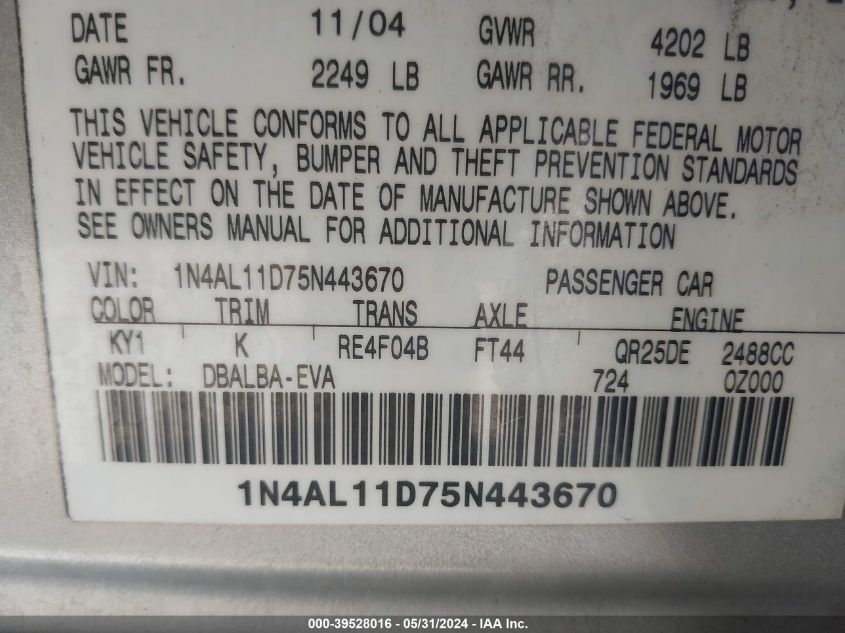 DATE 11/04 GVWR 4202 LB
GAWR FR. 2249 LB GAWR RR. 1969 LB
THIS VEHICLE CONFORMS TO ALL APPLICABLE FEDERAL MOTOR
VEHICLE SAFETY, BUMPER AND THEFT PREVENTION STANDARDS
IN EFFECT ON THE DATE OF MANUFACTURE SHOWN ABOVE.
SEE OWNERS MANUAL FOR ADDITIONAL INFORMATION
VIN: 1N4AL11D75N443670 PASSENGER CAR
COLOR TRIM TRANS AXLE ENGINE
KY1 K RE4F04B FT44 QR25DE 2488CC
MODEL: DBALBA-EVA 724 0Z000
1N4AL11D75N443670
000-39528016 - 05/31/2024 - IAA Inc.